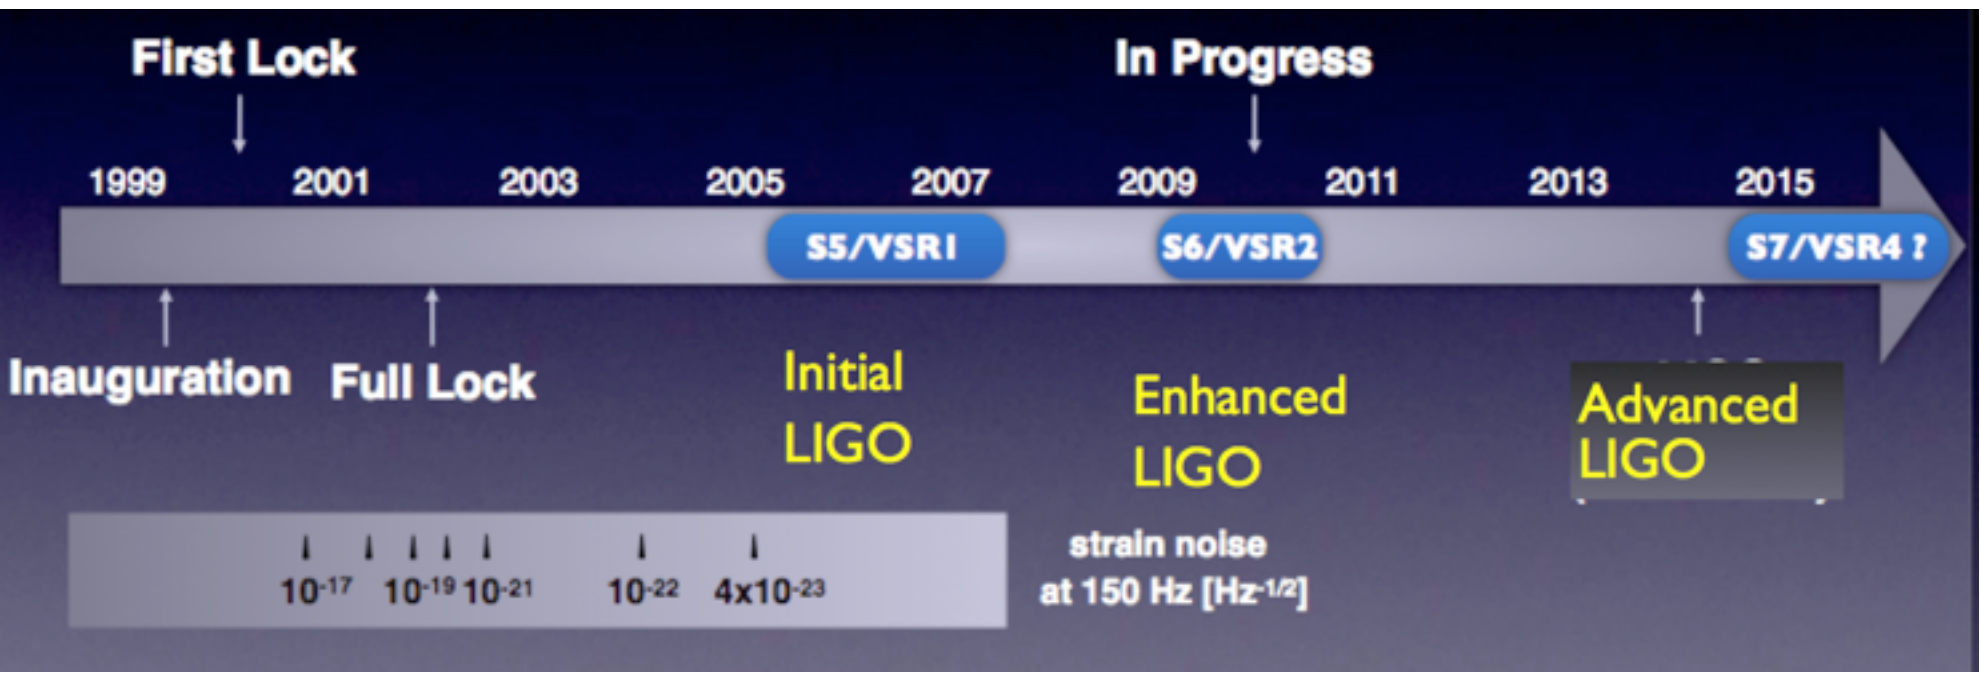 First Lock
In Progress
1999 2001 2003 2005 2007 2009 2011 2013 2015
S5/VSR1 S6/VSR2 S7/VSR4 ?
Inauguration Full Lock
Initial
LIGO
Enhanced
LIGO
Advanced
LIGO
10-17 10-19 10-21 10-22 4x10-23
strain noise
at 150 Hz [Hz-1/2]